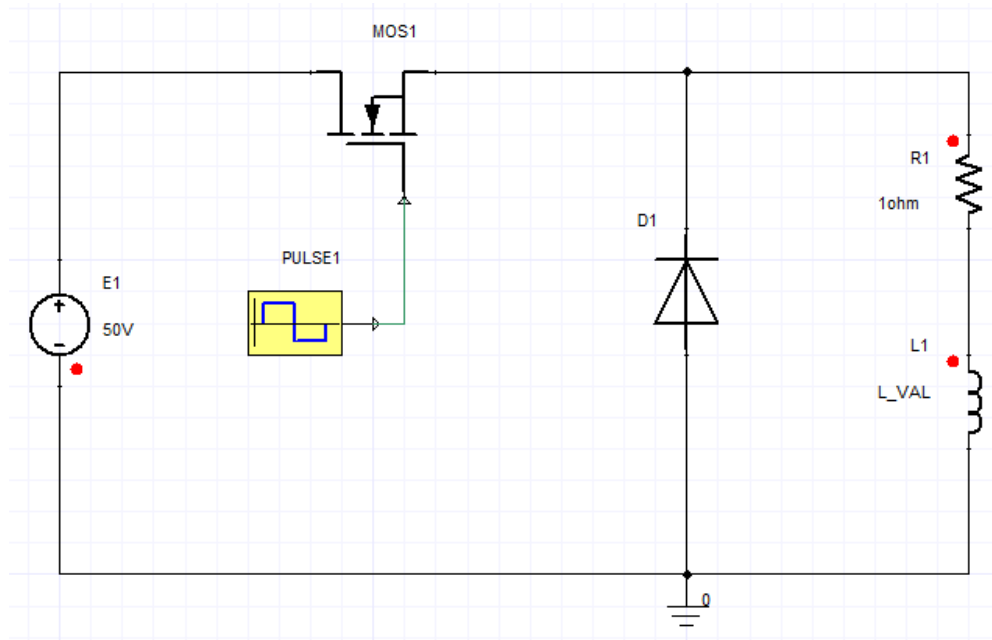 MOS1
R1
1ohm
D1
PULSE1
E1
+
50V
−
L1
L_VAL
0